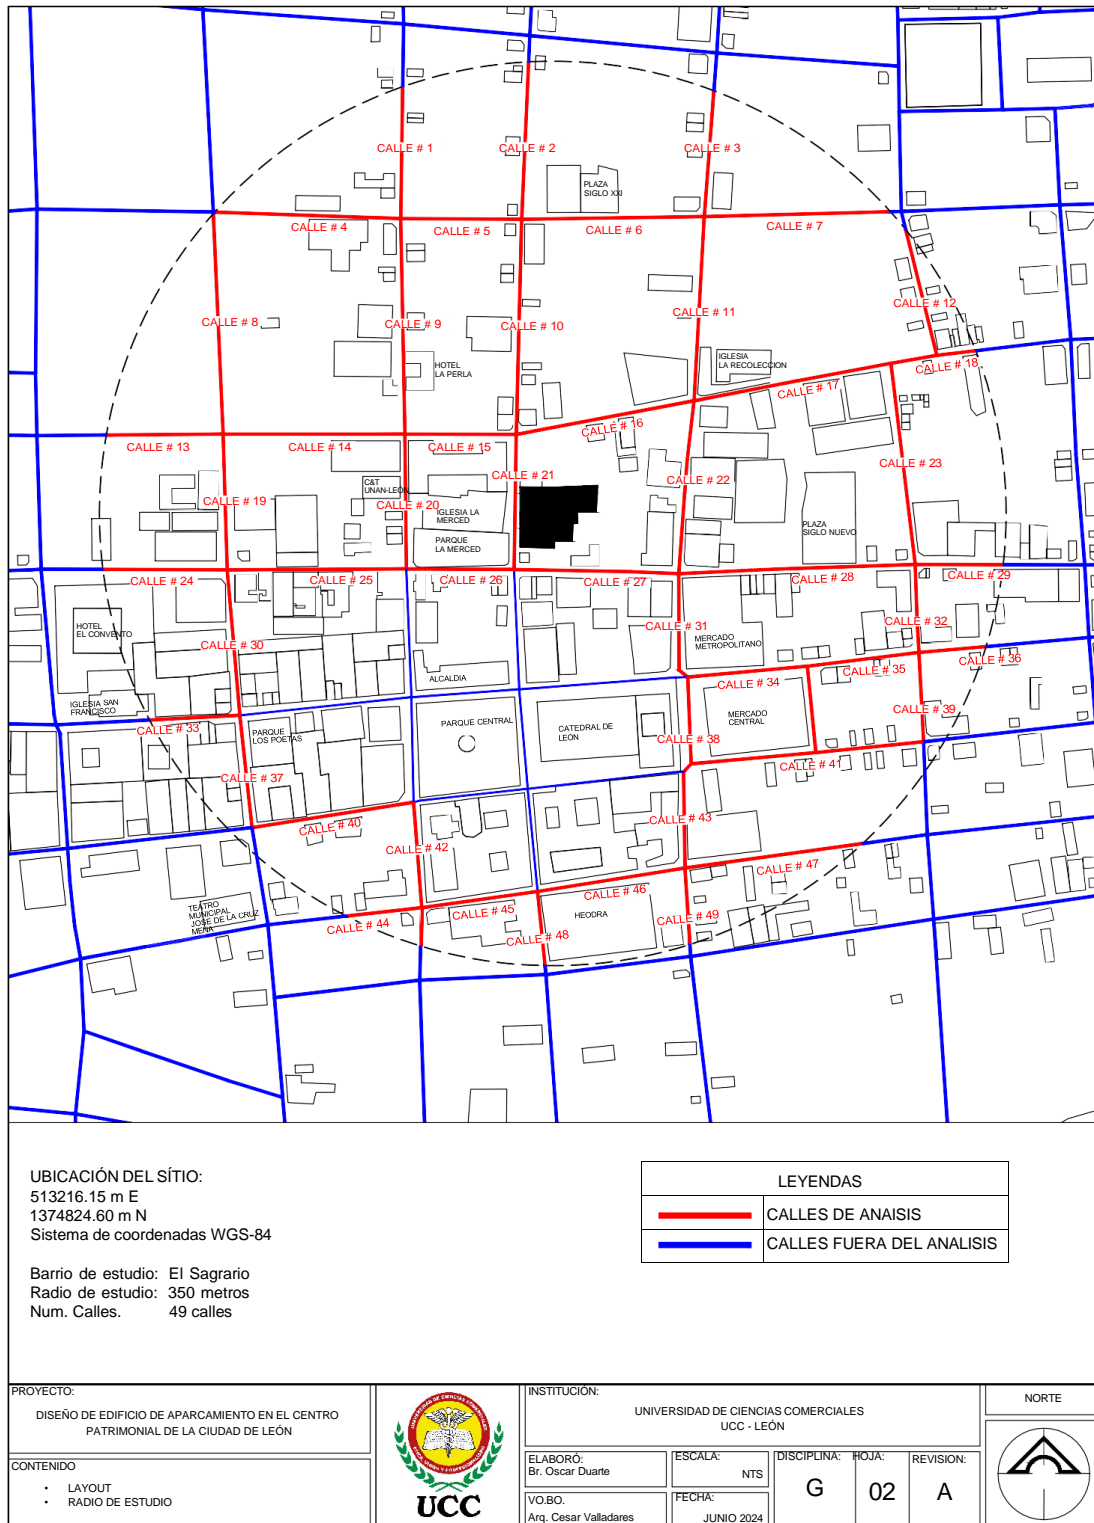 CALLE # 1
CALLE # 2
CALLE # 3
PLAZA
SIGLO XXI
CALLE # 4
CALLE # 5
CALLE # 6
CALLE # 7
CALLE # 8
CALLE # 9
CALLE # 10
CALLE # 11
CALLE # 12
HOTEL
LA PERLA
IGLESIA
LA RECOLECCION
CALLE # 18
CALLE # 17
CALLE # 16
CALLE # 13
CALLE # 14
CALLE # 15
CALLE # 21
CALLE # 22
CALLE # 23
C&T
UNAN-LEÓN
CALLE # 19
CALLE # 20
IGLESIA LA
MERCED
PLAZA
SIGLO NUEVO
PARQUE
LA MERCED
CALLE # 24
CALLE # 25
CALLE # 26
CALLE # 27
CALLE # 28
CALLE # 29
HOTEL
EL CONVENTO
CALLE # 30
CALLE # 31
CALLE # 32
MERCADO
METROPOLITANO
CALLE # 36
CALLE # 35
CALLE # 34
ALCALDIA
IGLESIA SAN
FRANCISCO
CALLE # 33
PARQUE
LOS POETAS
PARQUE CENTRAL
CATEDRAL DE
LEÓN
MERCADO
CENTRAL
CALLE # 39
CALLE # 38
CALLE # 41
CALLE # 37
CALLE # 40
CALLE # 42
CALLE # 43
CALLE # 47
CALLE # 46
CALLE # 45
CALLE # 44
TEATRO
MUNICIPAL
JOSE DE LA CRUZ
MENA
HEODRA
CALLE # 49
CALLE # 48
UBICACIÓN DEL SÍTIO:
513216.15 m E
1374824.60 m N
Sistema de coordenadas WGS-84
Barrio de estudio: El Sagrario
Radio de estudio: 350 metros
Num. Calles. 49 calles
LEYENDAS
CALLES DE ANAISIS
CALLES FUERA DEL ANALISIS
PROYECTO:
DISEÑO DE EDIFICIO DE APARCAMIENTO EN EL CENTRO
PATRIMONIAL DE LA CIUDAD DE LEÓN
CONTENIDO
• LAYOUT
• RADIO DE ESTUDIO
UNIVERSIDAD DE CIENCIAS COMERCIALES
UCC
INSTITUCIÓN:
UNIVERSIDAD DE CIENCIAS COMERCIALES
UCC - LEÓN
ELABORÓ:
Br. Oscar Duarte
ESCALA:
NTS
VO.BO.
Arq. Cesar Valladares
FECHA:
JUNIO 2024
DISCIPLINA:
G
HOJA:
02
REVISION:
A
NORTE